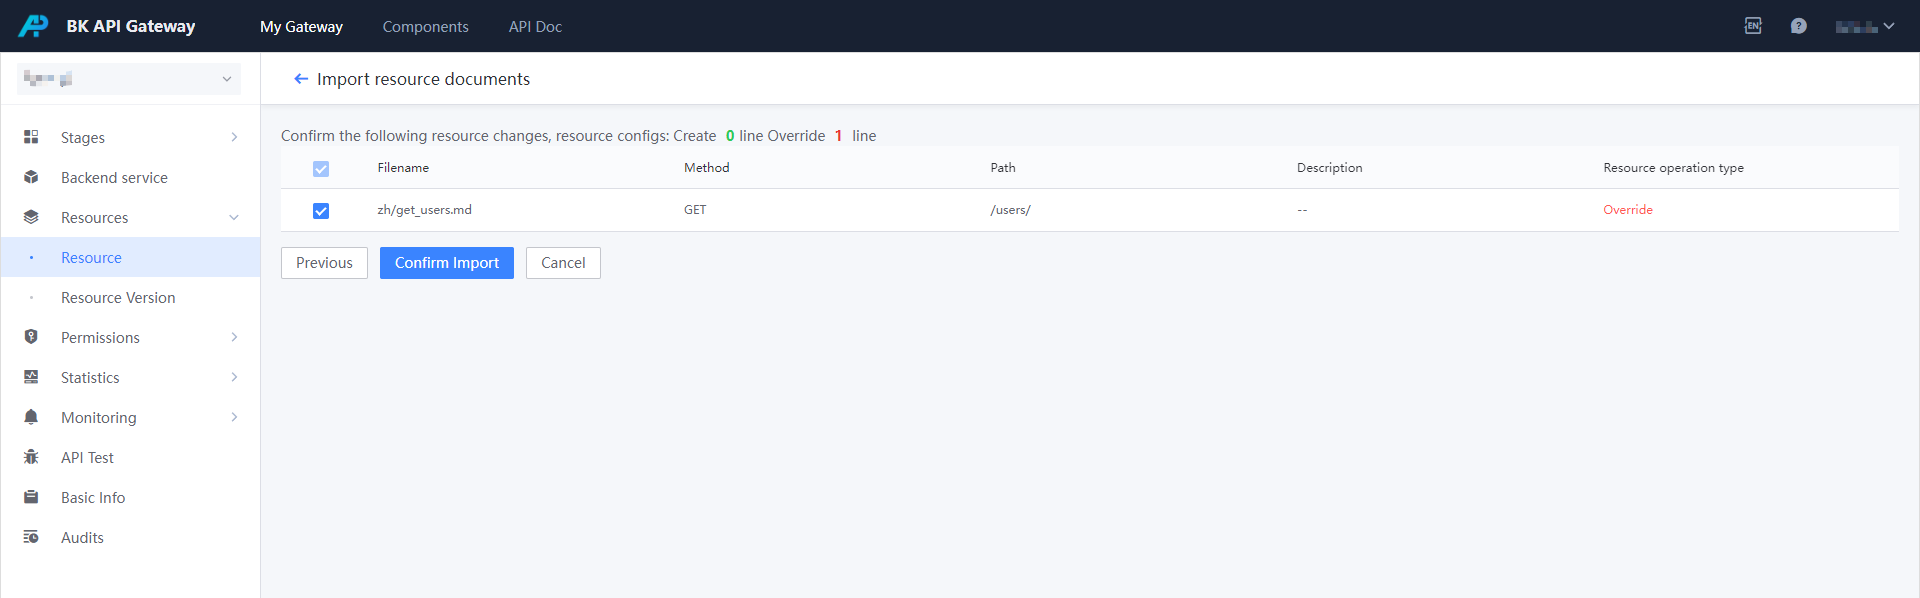 BK API Gateway My Gateway Components API Doc EN ?
Import resource documents
Stages
Backend service
Resources
Resource
Resource Version
Permissions
Statistics
Monitoring
API Test
Basic Info
Audits
Confirm the following resource changes, resource configs: Create 0 line Override 1 line
Filename Method Path Description Resource operation type
zh/get_users.md GET /users/ -- Override
Previous Confirm Import Cancel